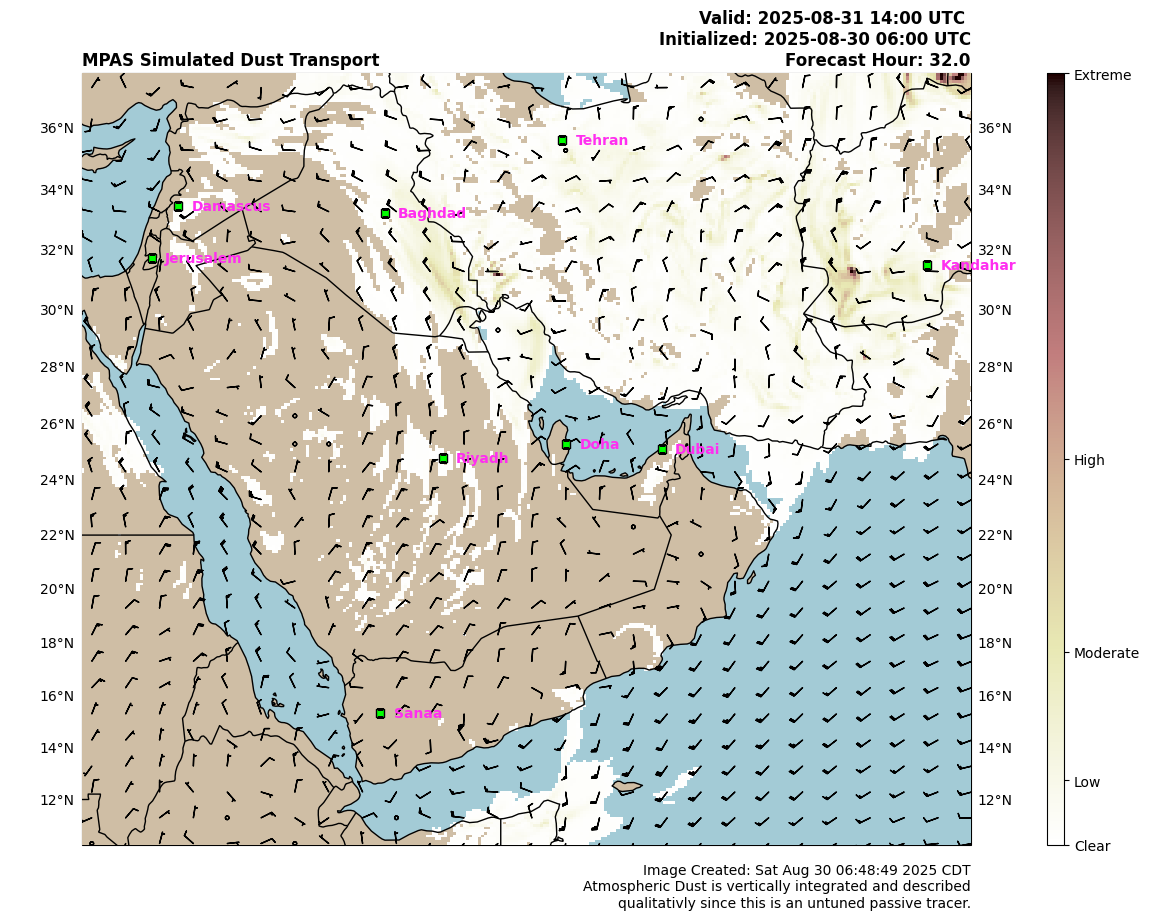 Valid: 2025-08-31 14:00 UTC
Initialized: 2025-08-30 06:00 UTC
MPAS Simulated Dust Transport
Forecast Hour: 32.0
Extreme
36°N
36°N
Tehran
34°N
34°N
Damascus
Baghdad
32°N
32°N
Jerusalem
Kandahar
30°N
30°N
28°N
28°N
26°N
26°N
Doha
Dubai
Riyadh
High
24°N
24°N
22°N
22°N
20°N
20°N
18°N
18°N
Moderate
16°N
16°N
Sanaa
14°N
14°N
Low
12°N
12°N
Clear
Image Created: Sat Aug 30 06:48:49 2025 CDT
Atmospheric Dust is vertically integrated and described
qualitativly since this is an untuned passive tracer.